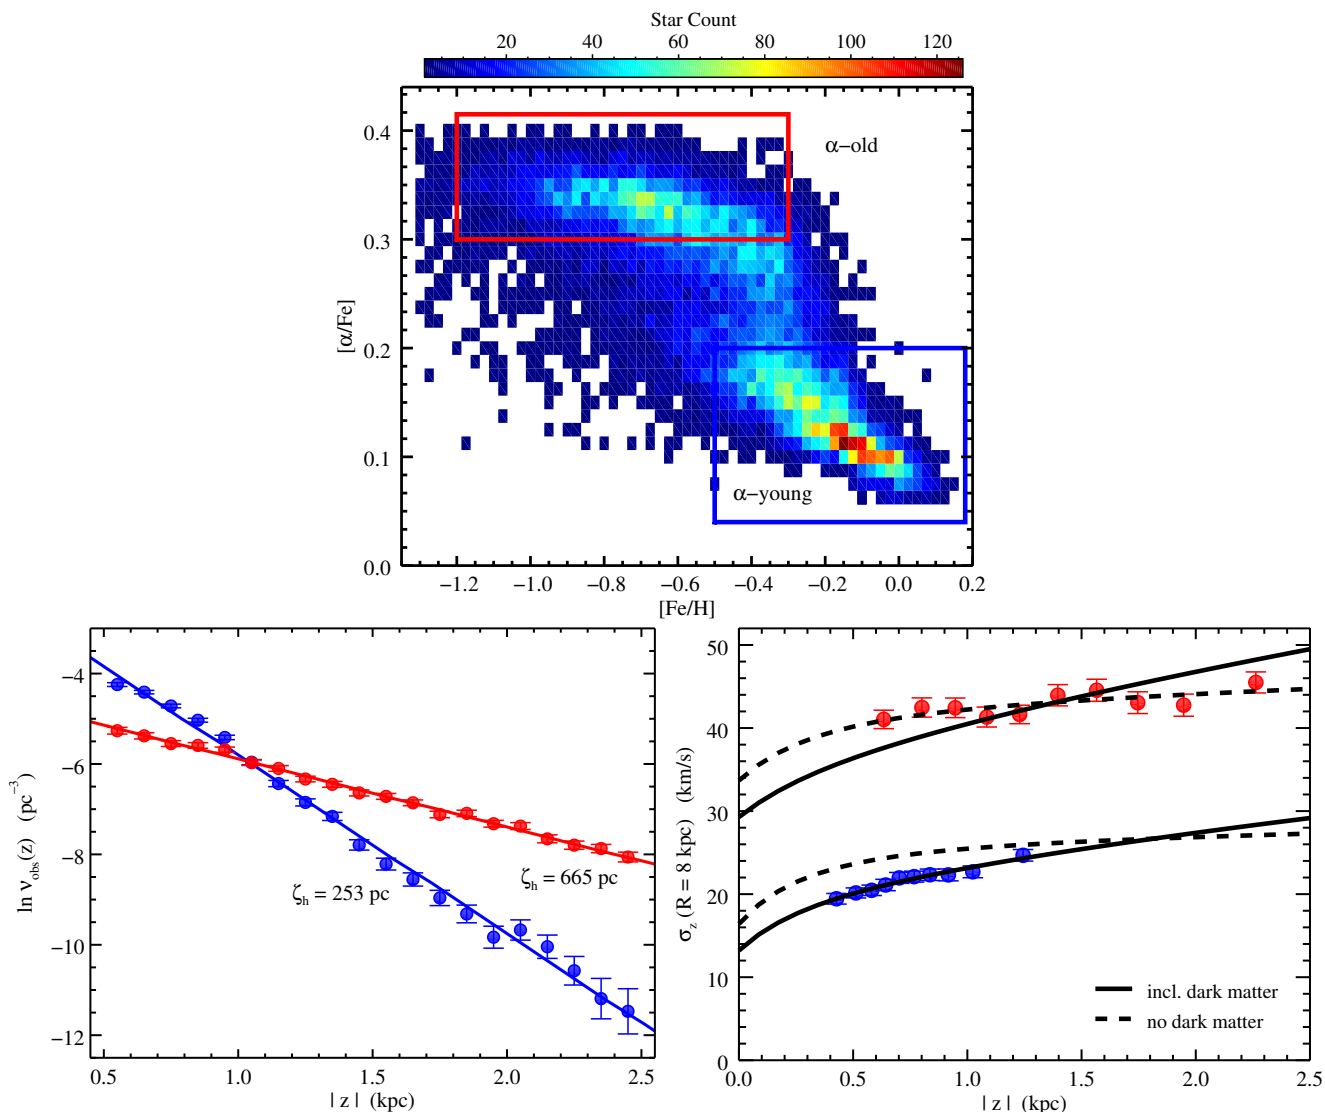 Star Count
20 40 60 80 100 120
0.4
0.3
0.2
0.1
0.0
[α/Fe]
α−old
α−young
−1.2 −1.0 −0.8 −0.6 −0.4 −0.2 0.0 0.2
[Fe/H]
−4
−6
−8
−10
−12
ln νobs(z) (pc−3)
ζh = 253 pc
ζh = 665 pc
0.5 1.0 1.5 2.0 2.5
| z | (kpc)
50
40
30
20
10
0
σz (R = 8 kpc) (km/s)
incl. dark matter
no dark matter
0.0 0.5 1.0 1.5 2.0 2.5
| z | (kpc)